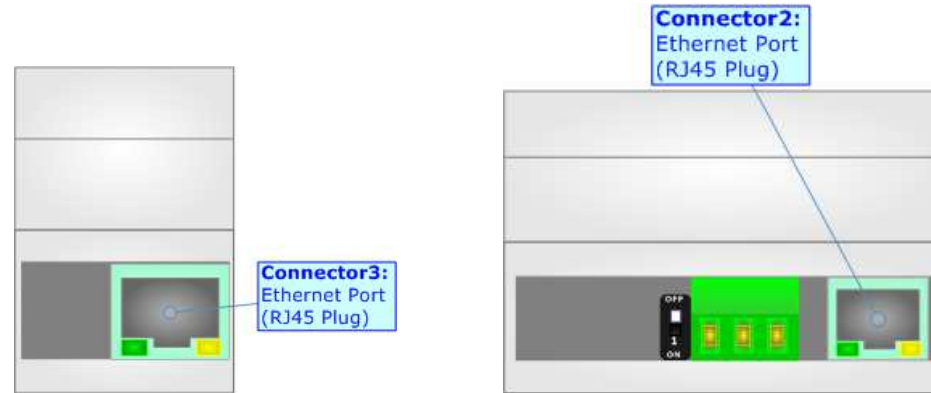 Connector2:
Ethernet Port
(RJ45 Plug)
Connector3:
Ethernet Port
(RJ45 Plug)
OFF
1
ON